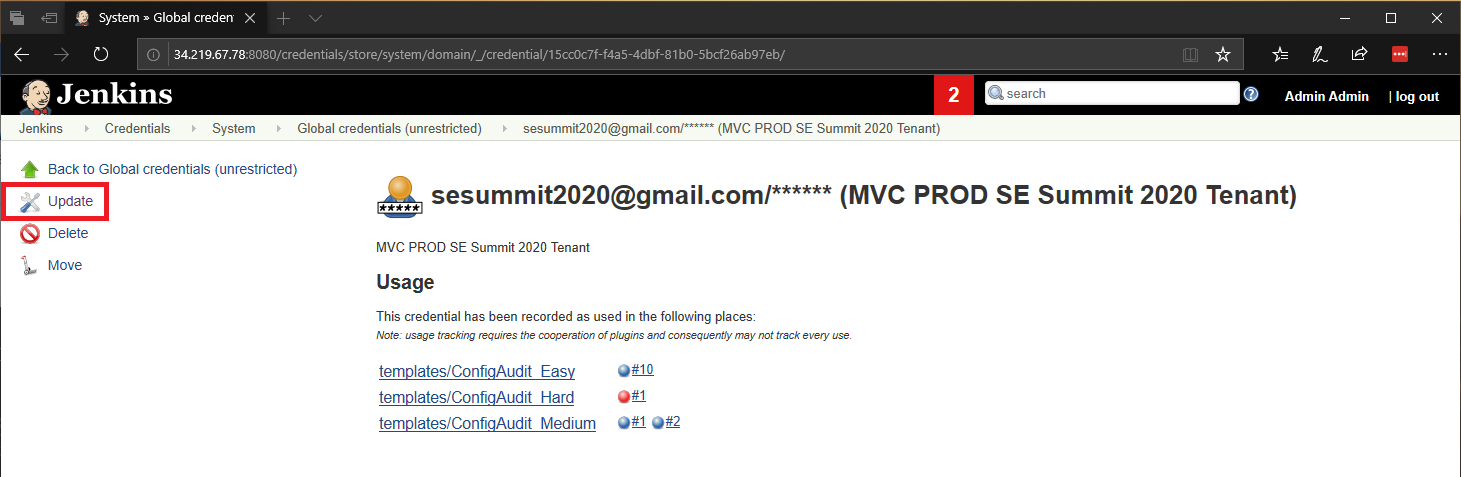 System » Global creden
34.219.67.78:8080/credentials/store/system/domain/_/credential/15cc0c7f-f4a5-4dbf-81b0-5bcf26ab97eb/
Jenkins 2 search ? Admin Admin | log out
Jenkins Credentials System Global credentials (unrestricted) sesummit2020@gmail.com/****** (MVC PROD SE Summit 2020 Tenant)
Back to Global credentials (unrestricted)
Update
Delete
Move
***** sesummit2020@gmail.com/****** (MVC PROD SE Summit 2020 Tenant)
MVC PROD SE Summit 2020 Tenant
Usage
This credential has been recorded as used in the following places:
Note: usage tracking requires the cooperation of plugins and consequently may not track every use.
templates/ConfigAudit_Easy #10
templates/ConfigAudit_Hard #1
templates/ConfigAudit_Medium #1 #2